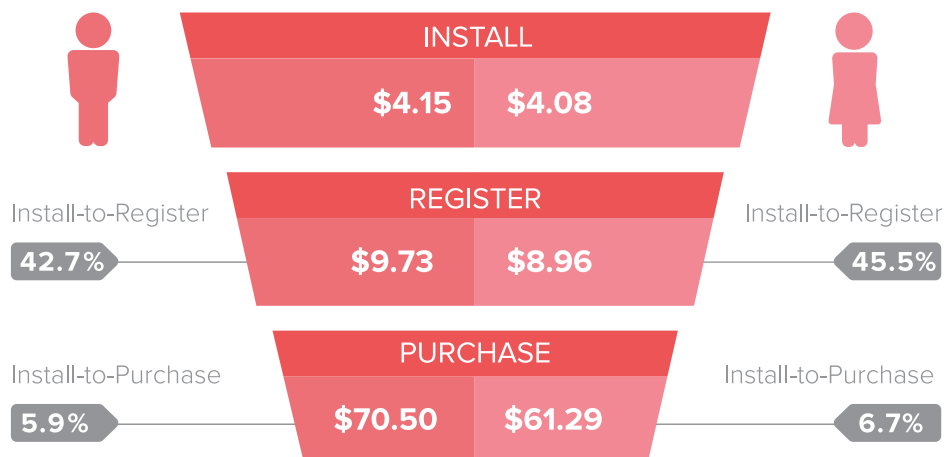 INSTALL
$4.15 $4.08
REGISTER
Install-to-Register Install-to-Register
42.7% $9.73 $8.96 45.5%
PURCHASE
Install-to-Purchase Install-to-Purchase
5.9% $70.50 $61.29 6.7%